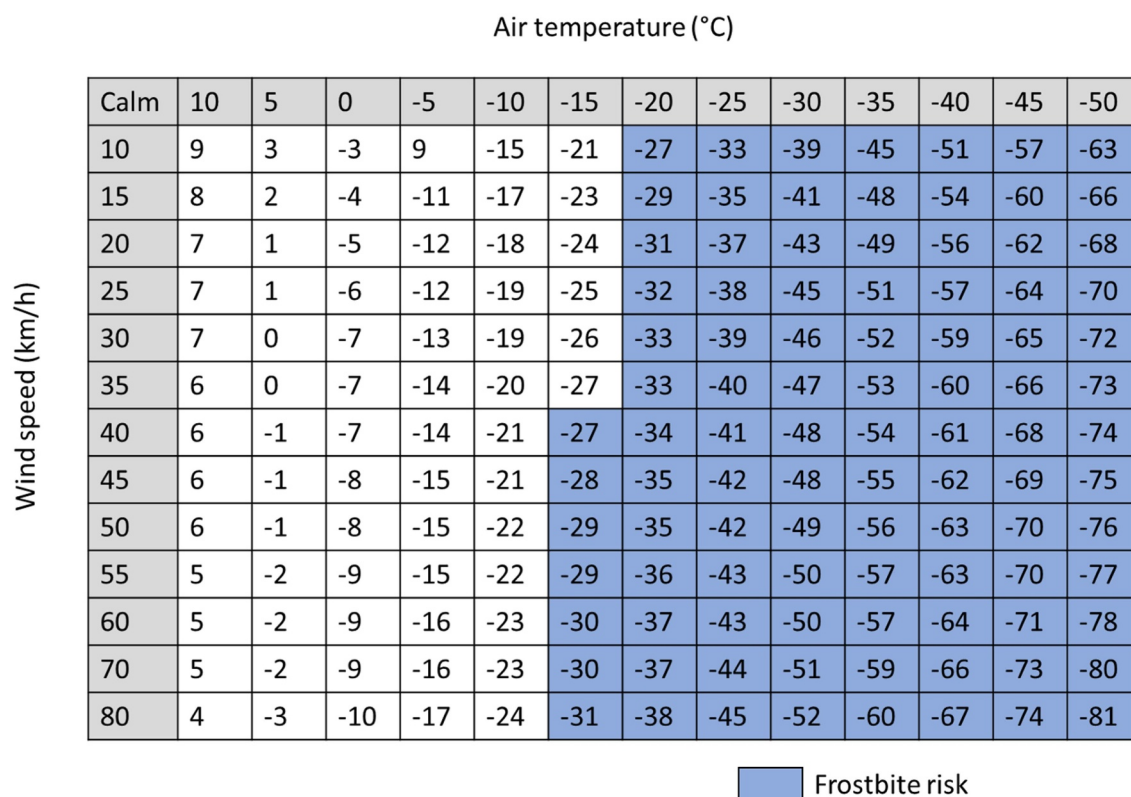 Air temperature (°C)
Calm 10 5 0 -5 -10 -15 -20 -25 -30 -35 -40 -45 -50
10 9 3 -3 9 -15 -21 -27 -33 -39 -45 -51 -57 -63
15 8 2 -4 -11 -17 -23 -29 -35 -41 -48 -54 -60 -66
20 7 1 -5 -12 -18 -24 -31 -37 -43 -49 -56 -62 -68
25 7 1 -6 -12 -19 -25 -32 -38 -45 -51 -57 -64 -70
30 7 0 -7 -13 -19 -26 -33 -39 -46 -52 -59 -65 -72
35 6 0 -7 -14 -20 -27 -33 -40 -47 -53 -60 -66 -73
40 6 -1 -7 -14 -21 -27 -34 -41 -48 -54 -61 -68 -74
45 6 -1 -8 -15 -21 -28 -35 -42 -48 -55 -62 -69 -75
50 6 -1 -8 -15 -22 -29 -35 -42 -49 -56 -63 -70 -76
55 5 -2 -9 -15 -22 -29 -36 -43 -50 -57 -63 -70 -77
60 5 -2 -9 -16 -23 -30 -37 -43 -50 -57 -64 -71 -78
70 5 -2 -9 -16 -23 -30 -37 -44 -51 -59 -66 -73 -80
80 4 -3 -10 -17 -24 -31 -38 -45 -52 -60 -67 -74 -81
Wind speed (km/h)
Frostbite risk